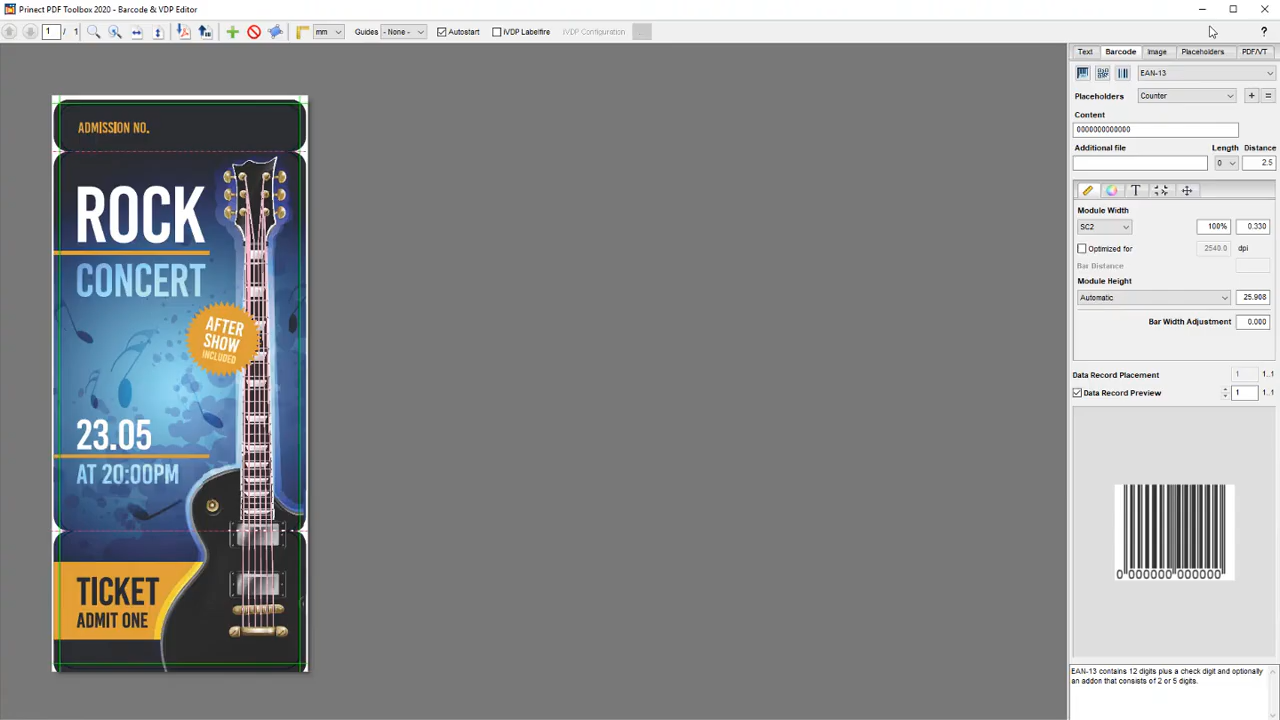 Prinect PDF Toolbox 2020 - Barcode & VDP Editor
1 / 1 mm Guides - None - Autostart IVDP Labelfire IVDP Configuration ... ?
Text Barcode Image Placeholders PDF/VT
EAN-13
Placeholders Counter + =
Content
0000000000000
Additional file Length Distance
0 2.5
T
Module Width
SC2 100% 0.330
Optimized for 2540.0 dpi
Bar Distance
Module Height
Automatic 25.908
Bar Width Adjustment 0.000
Data Record Placement 1 1..1
Data Record Preview 1 1..1
0 000000 000000
EAN-13 contains 12 digits plus a check digit and optionally
an addon that consists of 2 or 5 digits.
ADMISSION NO.
ROCK
CONCERT
AFTER
SHOW
INCLUDED
23.05
AT 20:00PM
TICKET
ADMIT ONE